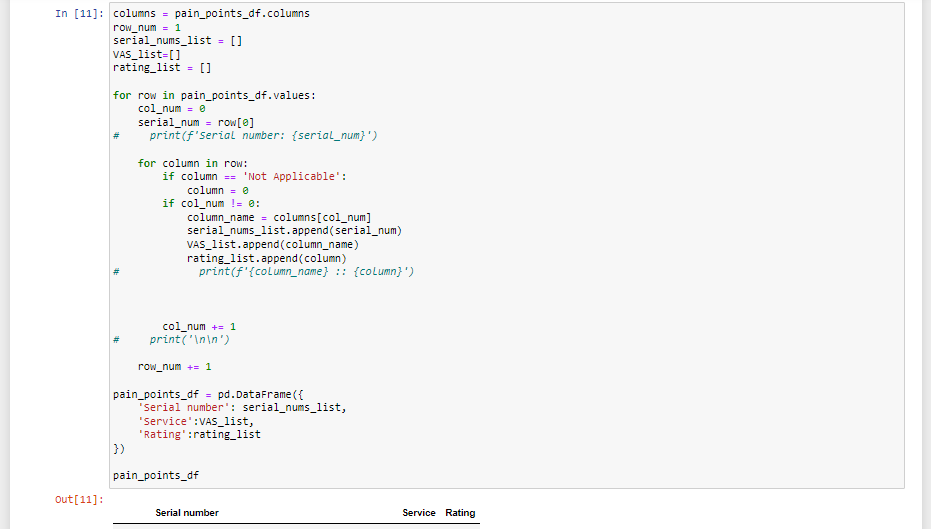 In [11]: columns = pain_points_df.columns
row_num = 1
serial_nums_list = []
VAS_list=[]
rating_list = []
for row in pain_points_df.values:
    col_num = 0
    serial_num = row[0]
#     print(f'Serial number: {serial_num}')
    for column in row:
        if column == 'Not Applicable':
            column = 0
        if col_num != 0:
            column_name = columns[col_num]
            serial_nums_list.append(serial_num)
            VAS_list.append(column_name)
            rating_list.append(column)
#             print(f'{column_name} :: {column}')
        col_num += 1
#     print('\n\n')
    row_num += 1
pain_points_df = pd.DataFrame({
    'Serial number': serial_nums_list,
    'Service':VAS_list,
    'Rating':rating_list
})
pain_points_df
Out[11]:
Serial number Service Rating